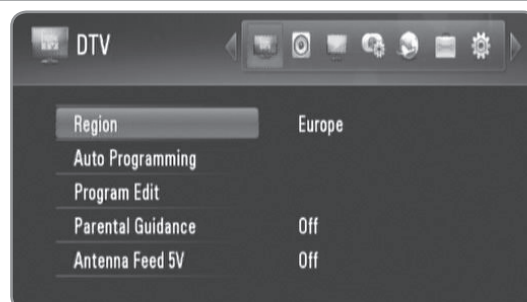 DTV
Region Europe
Auto Programming
Program Edit
Parental Guidance Off
Antenna Feed 5V Off